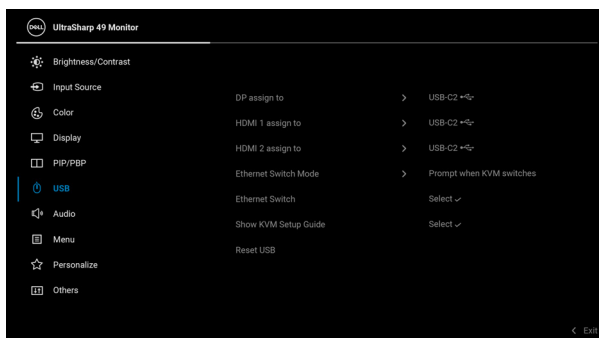 DELL UltraSharp 49 Monitor
Brightness/Contrast
Input Source
Color
Display
PIP/PBP
USB
Audio
Menu
Personalize
Others
DP assign to > USB-C2
HDMI 1 assign to > USB-C2
HDMI 2 assign to > USB-C2
Ethernet Switch Mode > Prompt when KVM switches
Ethernet Switch Select ✓
Show KVM Setup Guide Select ✓
Reset USB
< Exit